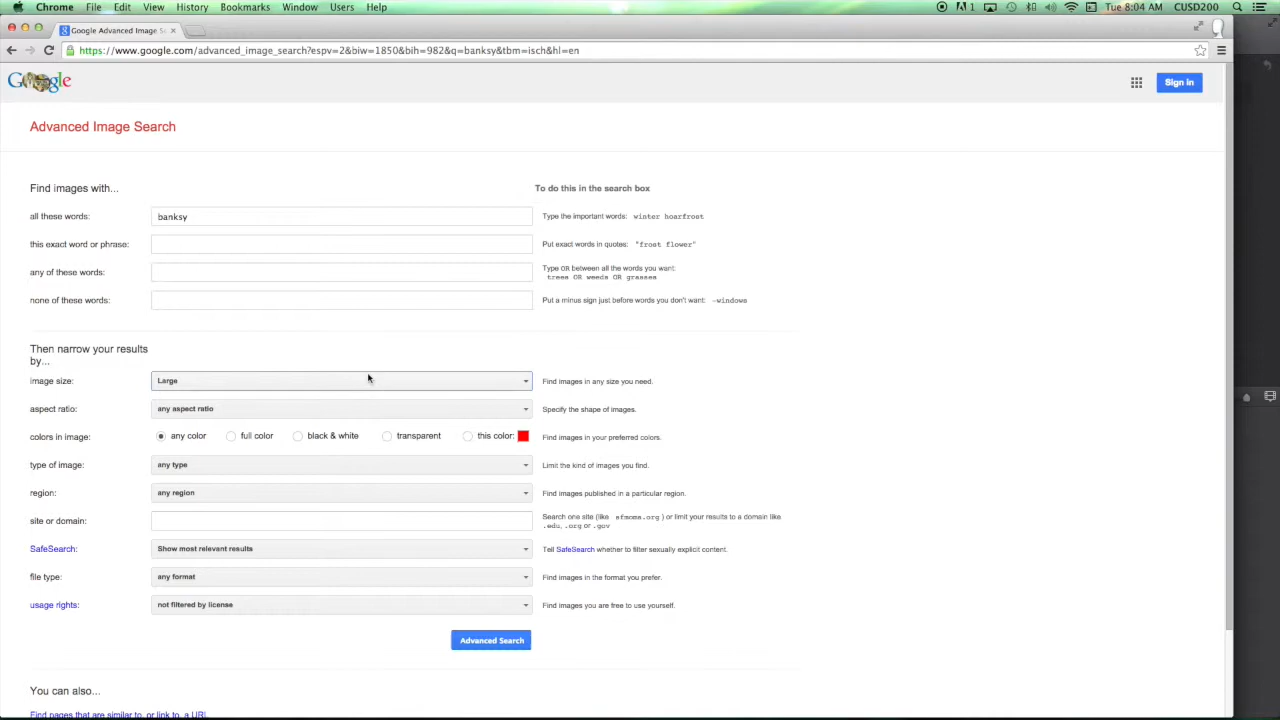 Chrome File Edit View History Bookmarks Window Users Help 1 Tue 8:04 AM CUSD200
Google Advanced Image Se
https://www.google.com/advanced_image_search?espv=2&biw=1850&bih=982&q=banksy&tbm=isch&hl=en
Google Sign in
Advanced Image Search
Find images with... To do this in the search box
all these words: banksy Type the important words: winter hoarfrost
this exact word or phrase: Put exact words in quotes: "frost flower"
any of these words: Type OR between all the words you want:
trees OR weeds OR grasses
none of these words: Put a minus sign just before words you don't want: -windows
Then narrow your results
by...
image size: Large Find images in any size you need.
aspect ratio: any aspect ratio Specify the shape of images.
colors in image: any color full color black & white transparent this color: Find images in your preferred colors.
type of image: any type Limit the kind of images you find.
region: any region Find images published in a particular region.
site or domain: Search one site (like sfmoma.org ) or limit your results to a domain like
.edu, .org or .gov
SafeSearch: Show most relevant results Tell SafeSearch whether to filter sexually explicit content.
file type: any format Find images in the format you prefer.
usage rights: not filtered by license Find images you are free to use yourself.
Advanced Search
You can also...
Find pages that are similar to, or link to, a URL